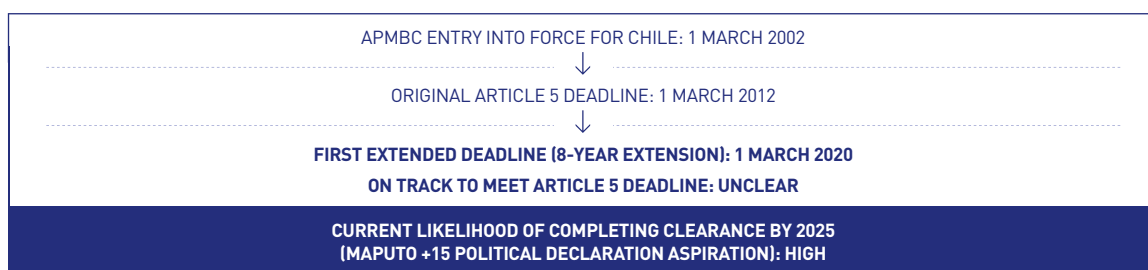 APMBC ENTRY INTO FORCE FOR CHILE: 1 MARCH 2002
ORIGINAL ARTICLE 5 DEADLINE: 1 MARCH 2012
FIRST EXTENDED DEADLINE (8-YEAR EXTENSION): 1 MARCH 2020
ON TRACK TO MEET ARTICLE 5 DEADLINE: UNCLEAR
CURRENT LIKELIHOOD OF COMPLETING CLEARANCE BY 2025
(MAPUTO +15 POLITICAL DECLARATION ASPIRATION): HIGH